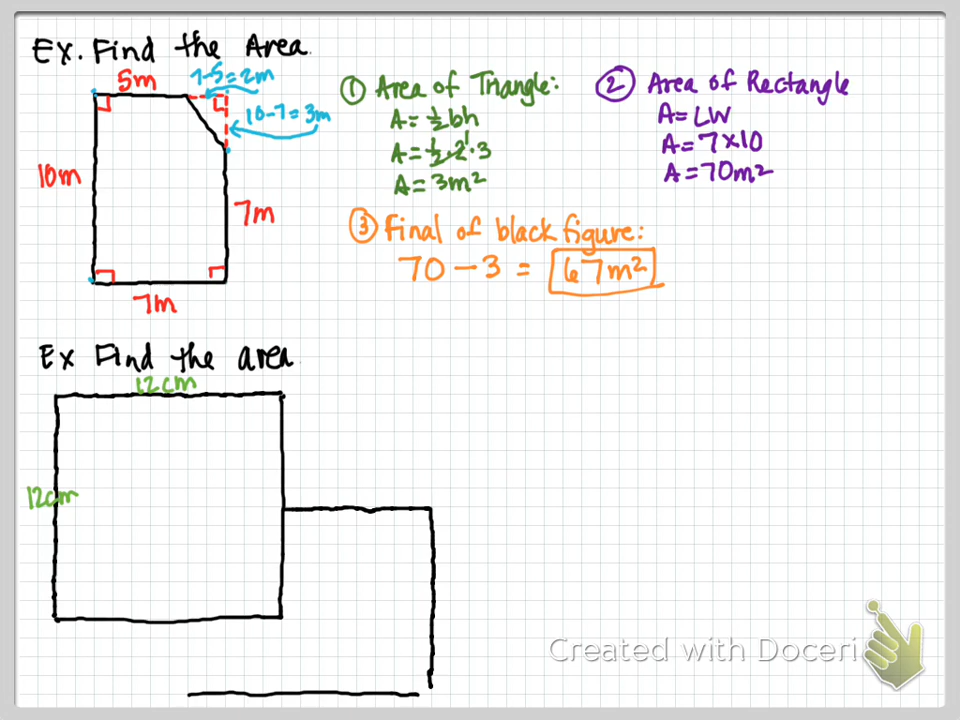 Ex. Find the Area.
5m
7-5=2m
10-7=3m
10m
7m
7m
① Area of Triangle:
A=½bh
A=½·2¹·3
A=3m²
② Area of Rectangle
A=LW
A=7×10
A=70m²
③ Final of black figure:
70-3=67m²
Ex Find the area
12cm
12cm
Created with Doceri